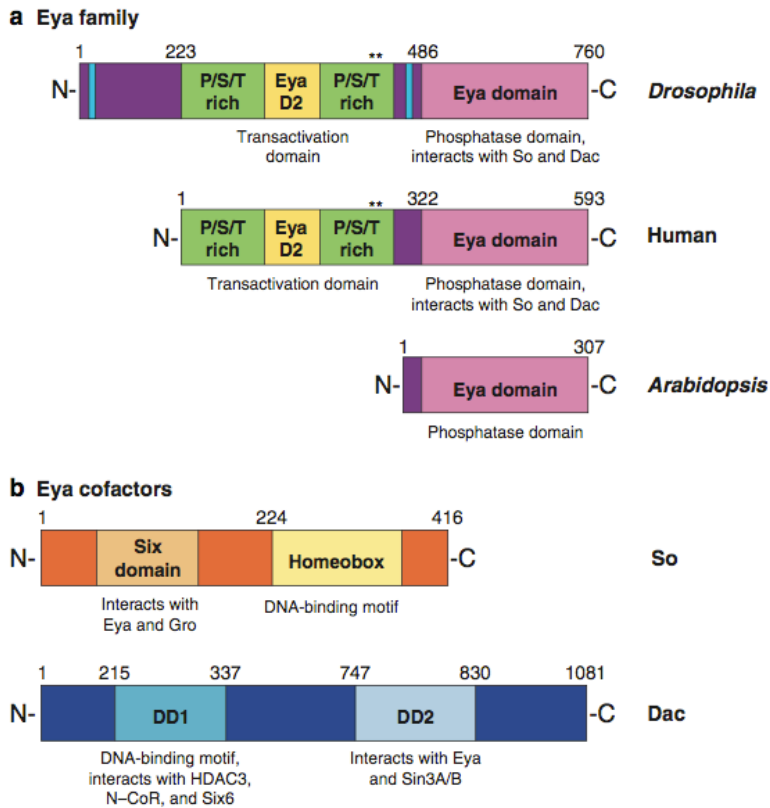 a Eya family
1 223 ** 486 760
N- P/S/T rich Eya D2 P/S/T rich Eya domain -C Drosophila
Transactivation domain
Phosphatase domain, interacts with So and Dac
1 ** 322 593
N- P/S/T rich Eya D2 P/S/T rich Eya domain -C Human
Transactivation domain
Phosphatase domain, interacts with So and Dac
1 307
N- Eya domain -C Arabidopsis
Phosphatase domain
b Eya cofactors
1 224 416
N- Six domain Homeobox -C So
Interacts with Eya and Gro
DNA-binding motif
1 215 337 747 830 1081
N- DD1 DD2 -C Dac
DNA-binding motif, interacts with HDAC3, N–CoR, and Six6
Interacts with Eya and Sin3A/B